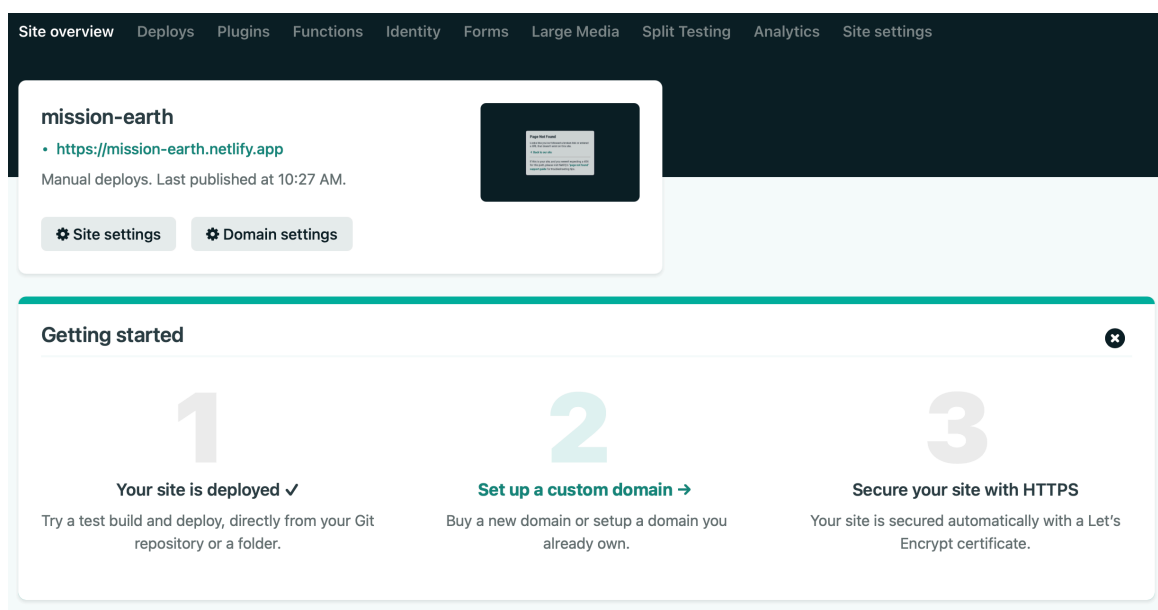 Site overview Deploys Plugins Functions Identity Forms Large Media Split Testing Analytics Site settings
mission-earth
https://mission-earth.netlify.app
Manual deploys. Last published at 10:27 AM.
Site settings Domain settings
Page Not Found
Getting started
1 2 3
Your site is deployed ✓ Set up a custom domain → Secure your site with HTTPS
Try a test build and deploy, directly from your Git Buy a new domain or setup a domain you Your site is secured automatically with a Let’s
repository or a folder. already own. Encrypt certificate.